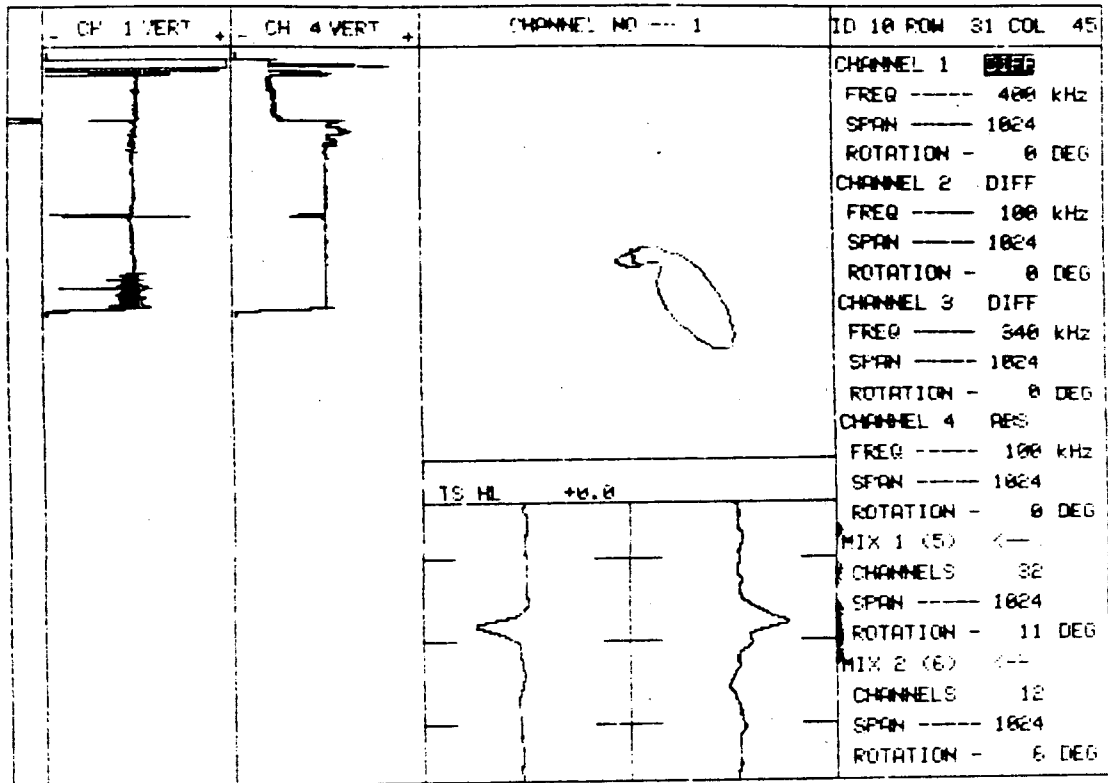 - CH 1 VERT +
- CH 4 VERT +
CHANNEL NO -- 1
ID 10 ROW 31 COL 45
CHANNEL 1 DIFF
FREQ ----- 400 kHz
SPAN ----- 1024
ROTATION - 0 DEG
CHANNEL 2 DIFF
FREQ ----- 100 kHz
SPAN ----- 1024
ROTATION - 0 DEG
CHANNEL 3 DIFF
FREQ ----- 340 kHz
SPAN ----- 1024
ROTATION - 0 DEG
CHANNEL 4 ABS
FREQ ----- 100 kHz
SPAN ----- 1024
ROTATION - 0 DEG
MIX 1 (5) <--
CHANNELS 32
SPAN ----- 1024
ROTATION - 11 DEG
MIX 2 (6) <--
CHANNELS 12
SPAN ----- 1024
ROTATION - 6 DEG
TS HL +0.0